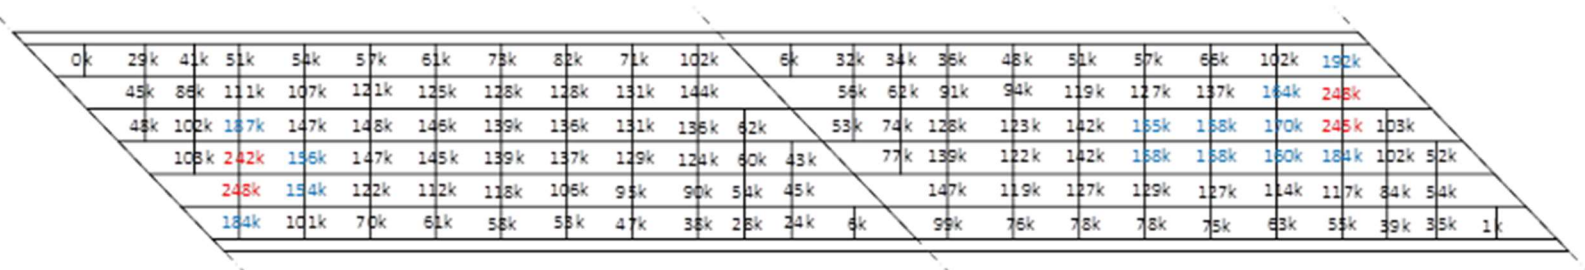 0k 29k 41k 51k 54k 57k 61k 73k 82k 71k 102k 6k 32k 34k 36k 48k 51k 57k 66k 102k 192k
45k 86k 111k 107k 121k 125k 128k 128k 131k 144k 56k 62k 91k 94k 119k 127k 137k 164k 248k
48k 102k 187k 147k 148k 146k 139k 136k 131k 136k 62k 53k 74k 128k 123k 142k 155k 158k 170k 245k 103k
103k 242k 156k 147k 145k 139k 137k 129k 124k 60k 43k 77k 139k 122k 142k 158k 158k 160k 184k 102k 52k
248k 154k 122k 112k 118k 106k 95k 90k 54k 45k 147k 119k 127k 129k 127k 114k 117k 84k 54k
184k 101k 70k 61k 58k 53k 47k 38k 28k 24k 6k 99k 76k 78k 78k 75k 63k 55k 39k 35k 1k